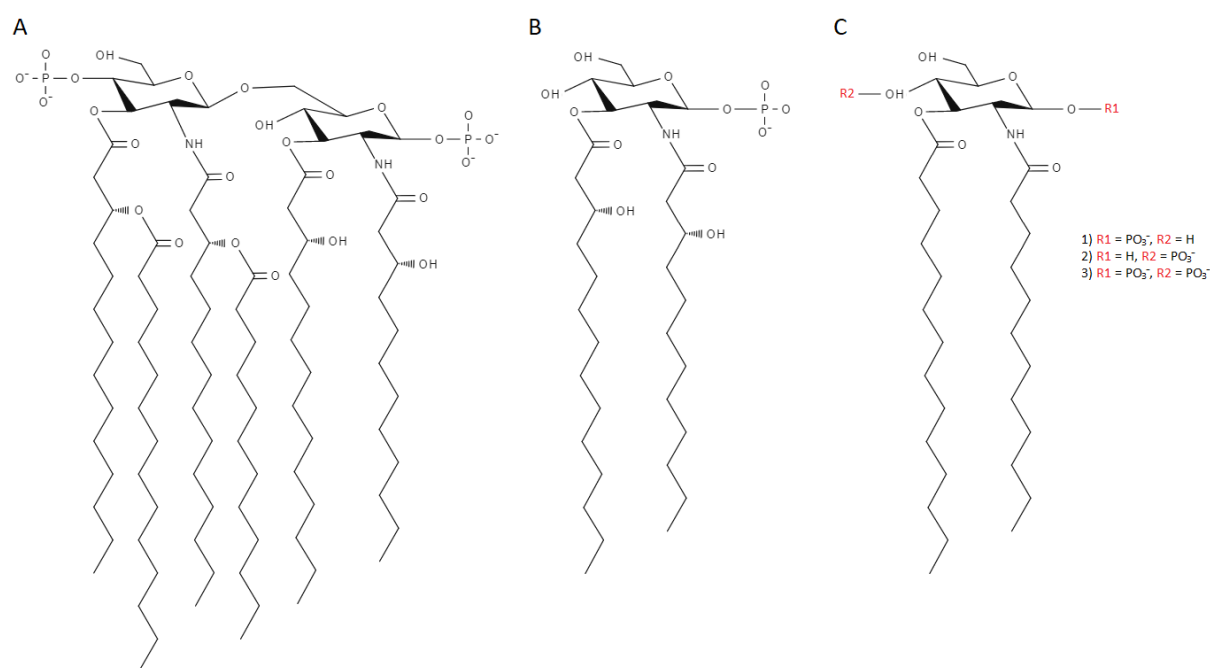 A
OH
O
O⁻ P O
O⁻
O
O
O
O
O
NH
O
O
OH
O
O
O
O
O P O⁻
O⁻
NH
O
O
O
O
O
OH
OH
B
OH
O
OH
O
O
O P O⁻
O⁻
NH
O
O
OH
OH
C
OH
O
R2 OH
O
O R1
NH
O
O
1) R1 = PO₃⁻, R2 = H
2) R1 = H, R2 = PO₃⁻
3) R1 = PO₃⁻, R2 = PO₃⁻